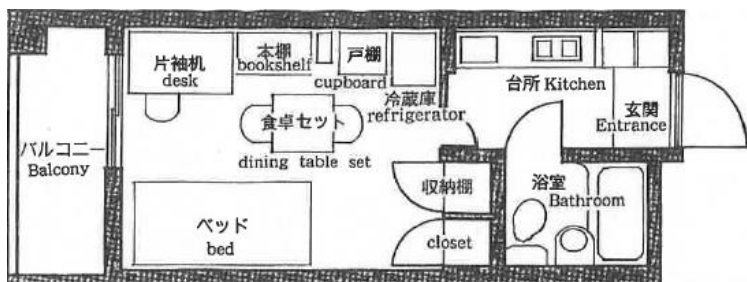 片袖机
desk
本棚
bookshelf
戸棚
cupboard
冷蔵庫
refrigerator
台所 Kitchen
玄関
Entrance
バルコニー
Balcony
食卓セット
dining table set
収納棚
closet
浴室
Bathroom
ベッド
bed